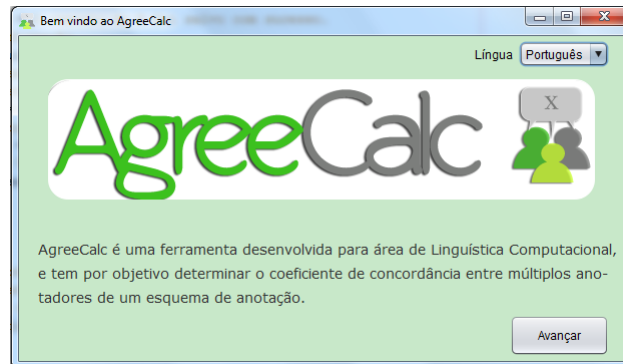 Bem vindo ao AgreeCalc
Língua Português
AgreeCalc
X
AgreeCalc é uma ferramenta desenvolvida para área de Linguística Computacional,
e tem por objetivo determinar o coeficiente de concordância entre múltiplos ano-
tadores de um esquema de anotação.
Avançar